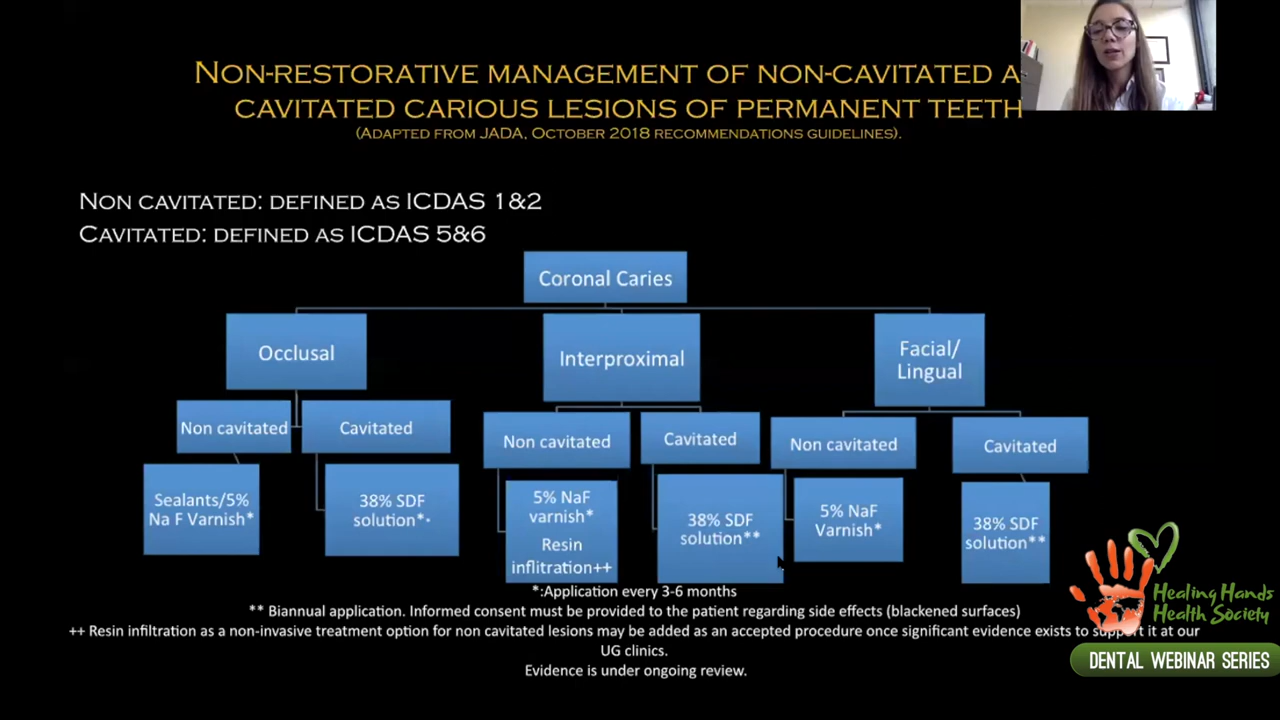 NON-RESTORATIVE MANAGEMENT OF NON-CAVITATED A
CAVITATED CARIOUS LESIONS OF PERMANENT TEETH
(ADAPTED FROM JADA, OCTOBER 2018 RECOMMENDATIONS GUIDELINES).
NON CAVITATED: DEFINED AS ICDAS 1&2
CAVITATED: DEFINED AS ICDAS 5&6
Coronal Caries
Occlusal
Interproximal
Facial/
Lingual
Non cavitated
Cavitated
Non cavitated
Cavitated
Non cavitated
Cavitated
Sealants/5%
Na F Varnish*
38% SDF
solution**
5% NaF
varnish*
Resin
inflitration++
38% SDF
solution**
5% NaF
Varnish*
38% SDF
solution**
*:Application every 3-6 months
** Biannual application. Informed consent must be provided to the patient regarding side effects (blackened surfaces)
++ Resin infiltration as a non-invasive treatment option for non cavitated lesions may be added as an accepted procedure once significant evidence exists to support it at our
UG clinics.
Evidence is under ongoing review.
Healing Hands
Health Society
DENTAL WEBINAR SERIES